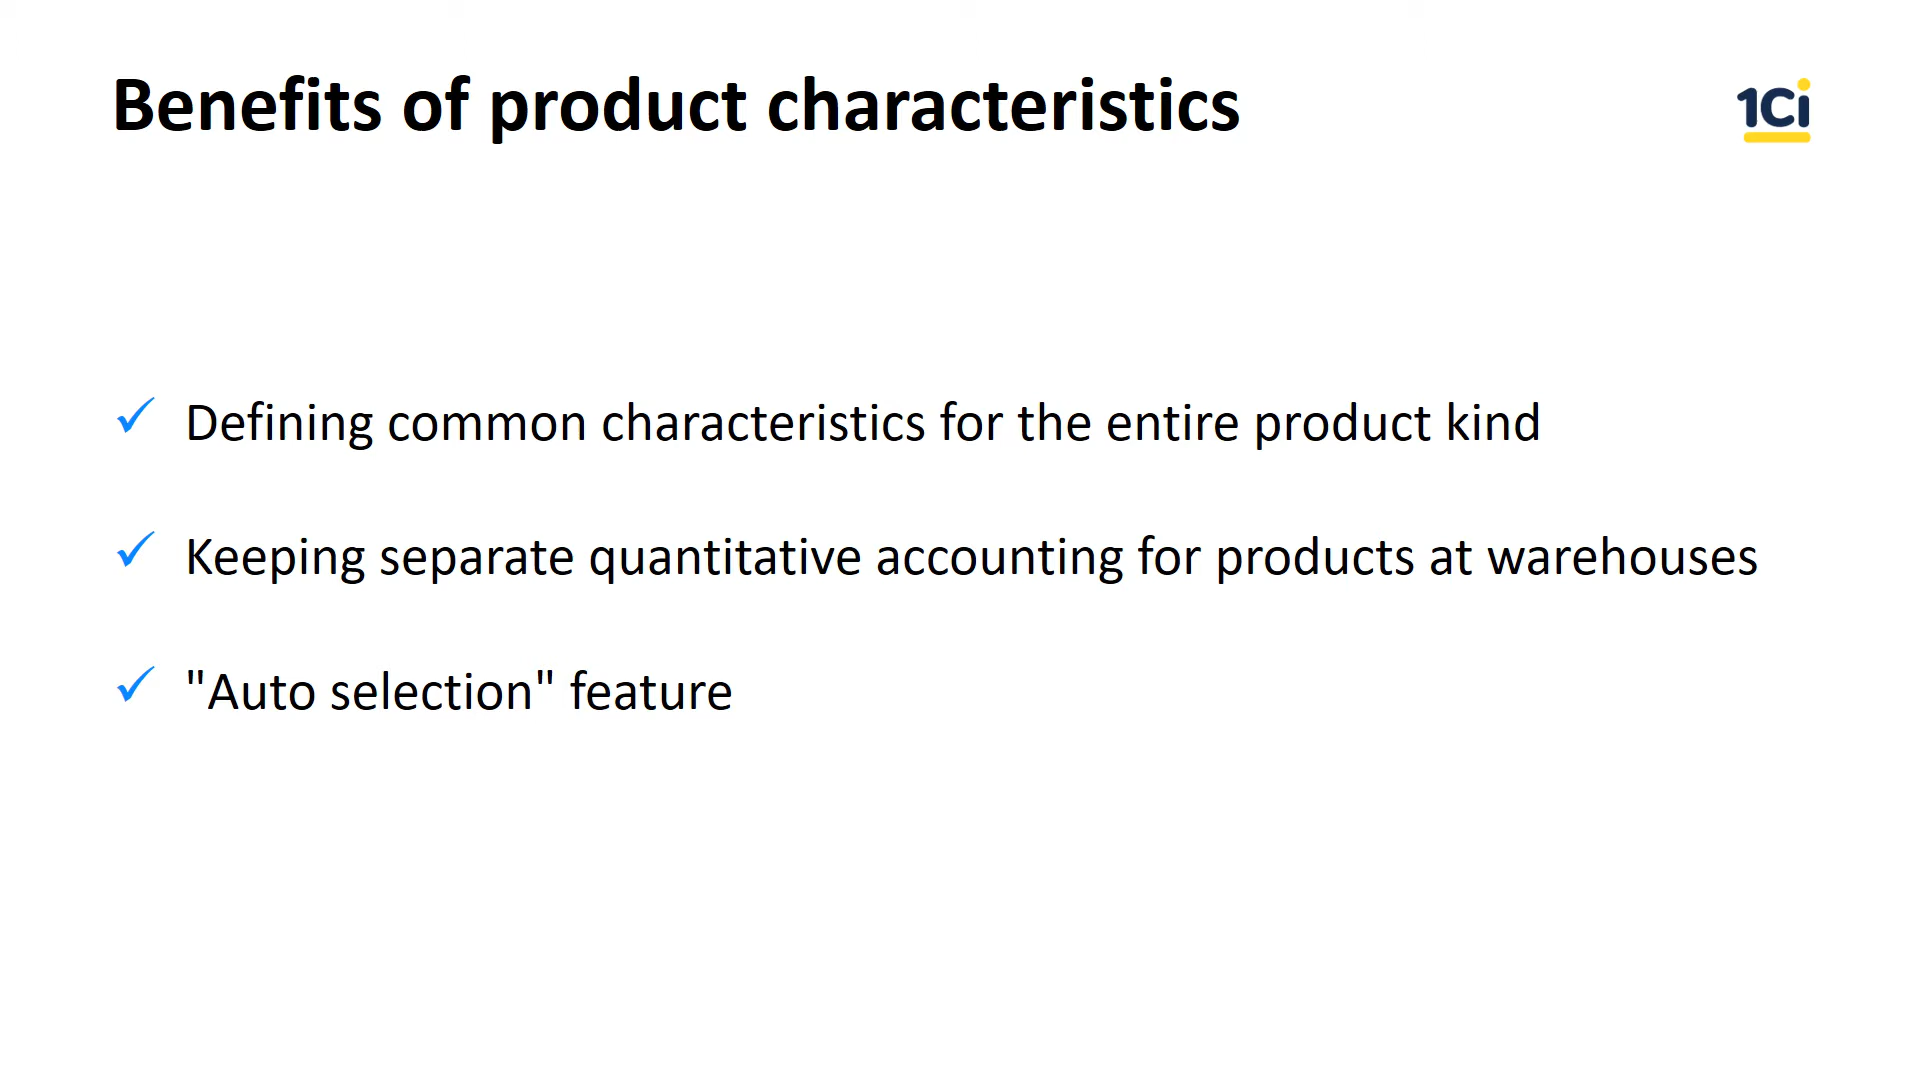 Benefits of product characteristics
1Ci
Defining common characteristics for the entire product kind
Keeping separate quantitative accounting for products at warehouses
"Auto selection" feature